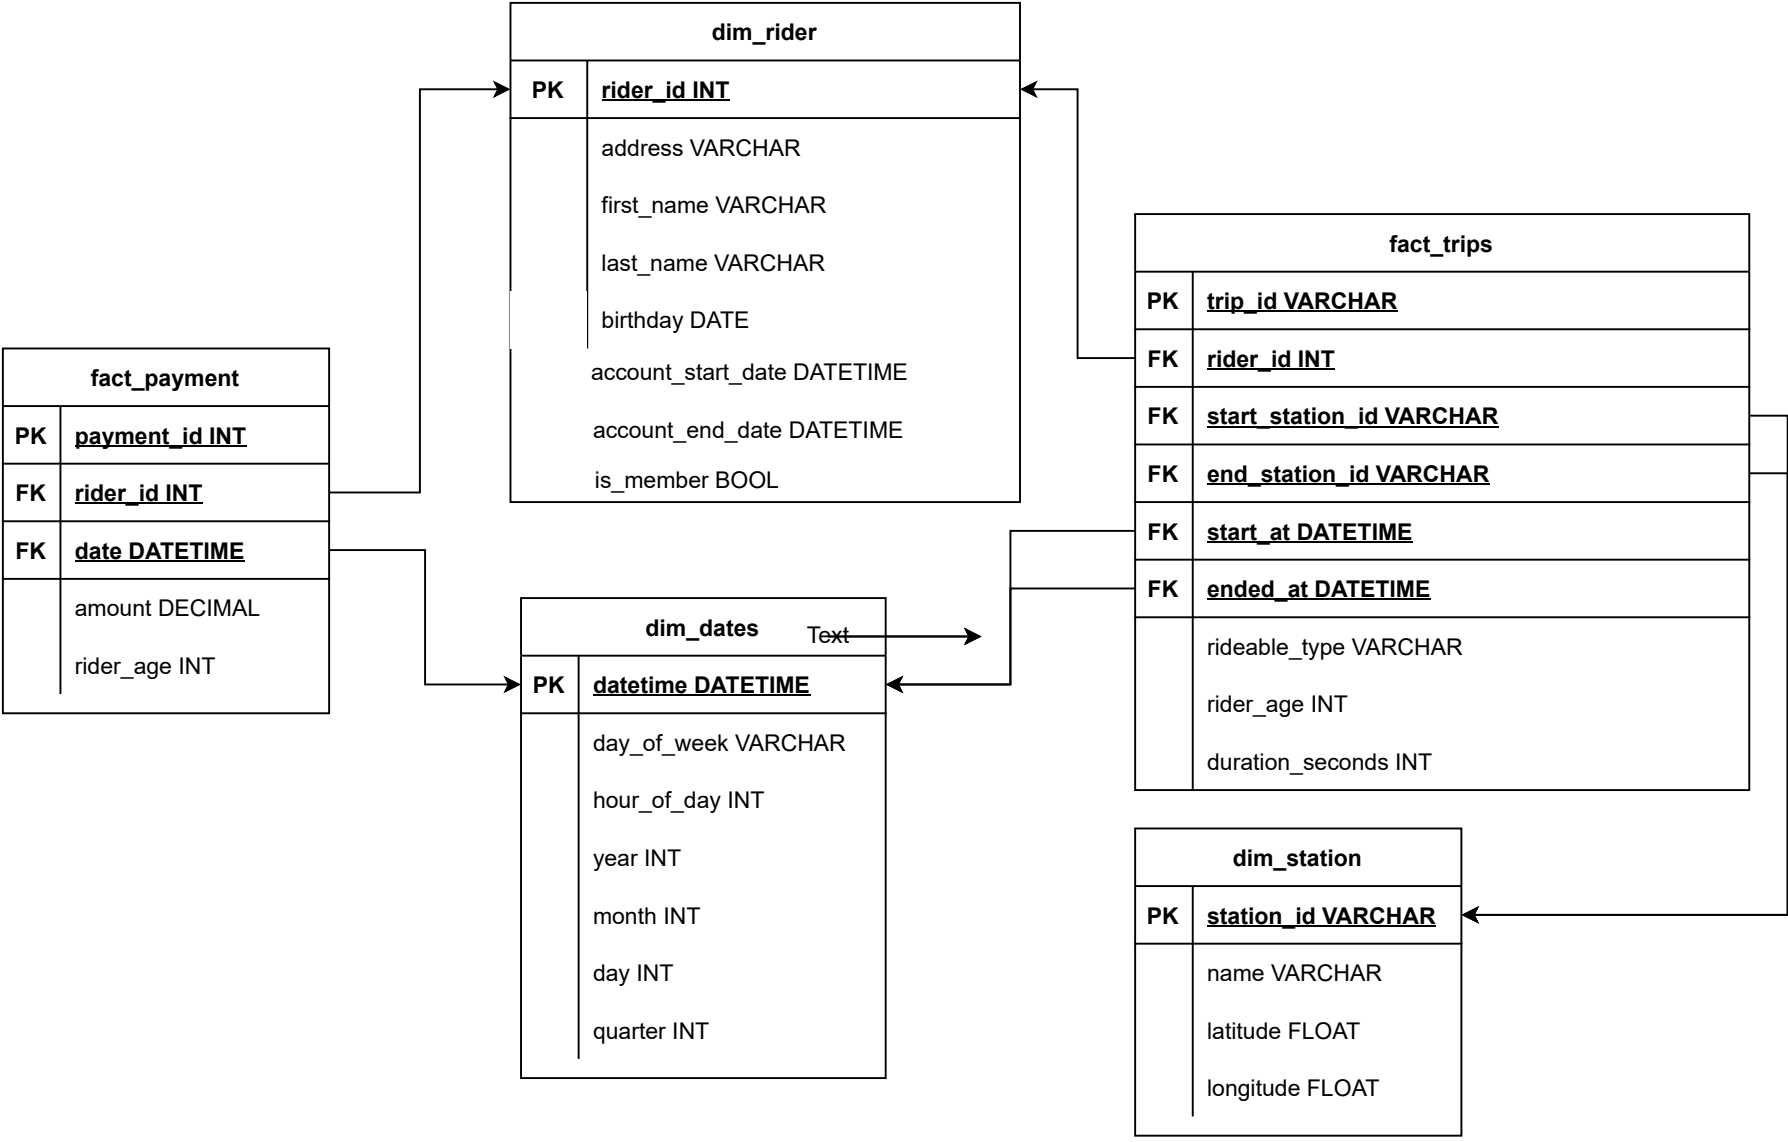 dim_rider
PK rider_id INT
address VARCHAR
first_name VARCHAR
last_name VARCHAR
birthday DATE
account_start_date DATETIME
account_end_date DATETIME
is_member BOOL
fact_payment
PK payment_id INT
FK rider_id INT
FK date DATETIME
amount DECIMAL
rider_age INT
dim_dates
Text
PK datetime DATETIME
day_of_week VARCHAR
hour_of_day INT
year INT
month INT
day INT
quarter INT
fact_trips
PK trip_id VARCHAR
FK rider_id INT
FK start_station_id VARCHAR
FK end_station_id VARCHAR
FK start_at DATETIME
FK ended_at DATETIME
rideable_type VARCHAR
rider_age INT
duration_seconds INT
dim_station
PK station_id VARCHAR
name VARCHAR
latitude FLOAT
longitude FLOAT